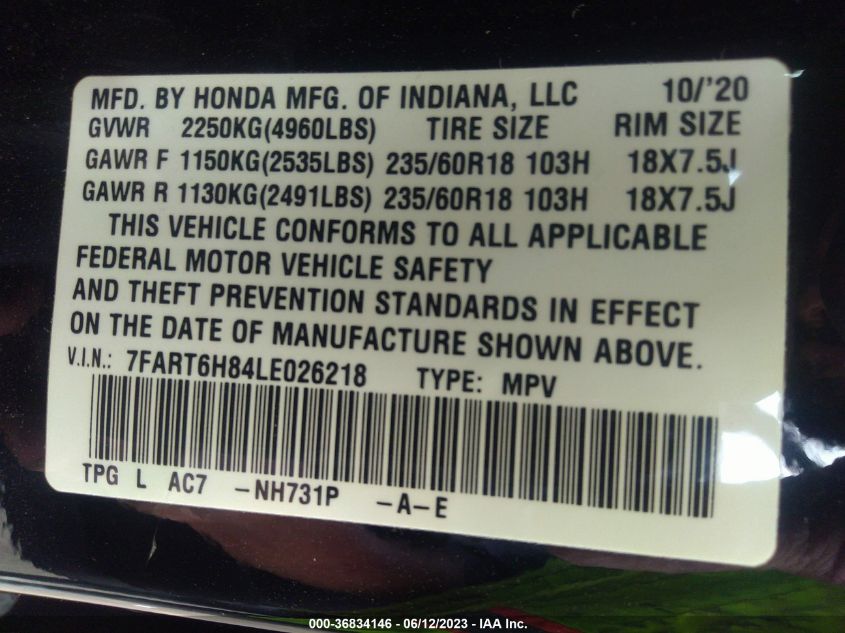 MFD. BY HONDA MFG. OF INDIANA, LLC 10/'20
GVWR 2250KG(4960LBS) TIRE SIZE RIM SIZE
GAWR F 1150KG(2535LBS) 235/60R18 103H 18X7.5J
GAWR R 1130KG(2491LBS) 235/60R18 103H 18X7.5J
THIS VEHICLE CONFORMS TO ALL APPLICABLE
FEDERAL MOTOR VEHICLE SAFETY
AND THEFT PREVENTION STANDARDS IN EFFECT
ON THE DATE OF MANUFACTURE SHOWN ABOVE.
V.I.N.: 7FART6H84LE026218 TYPE: MPV
TPG L AC7 -NH731P -A-E
000-36834146 - 06/12/2023 - IAA Inc.